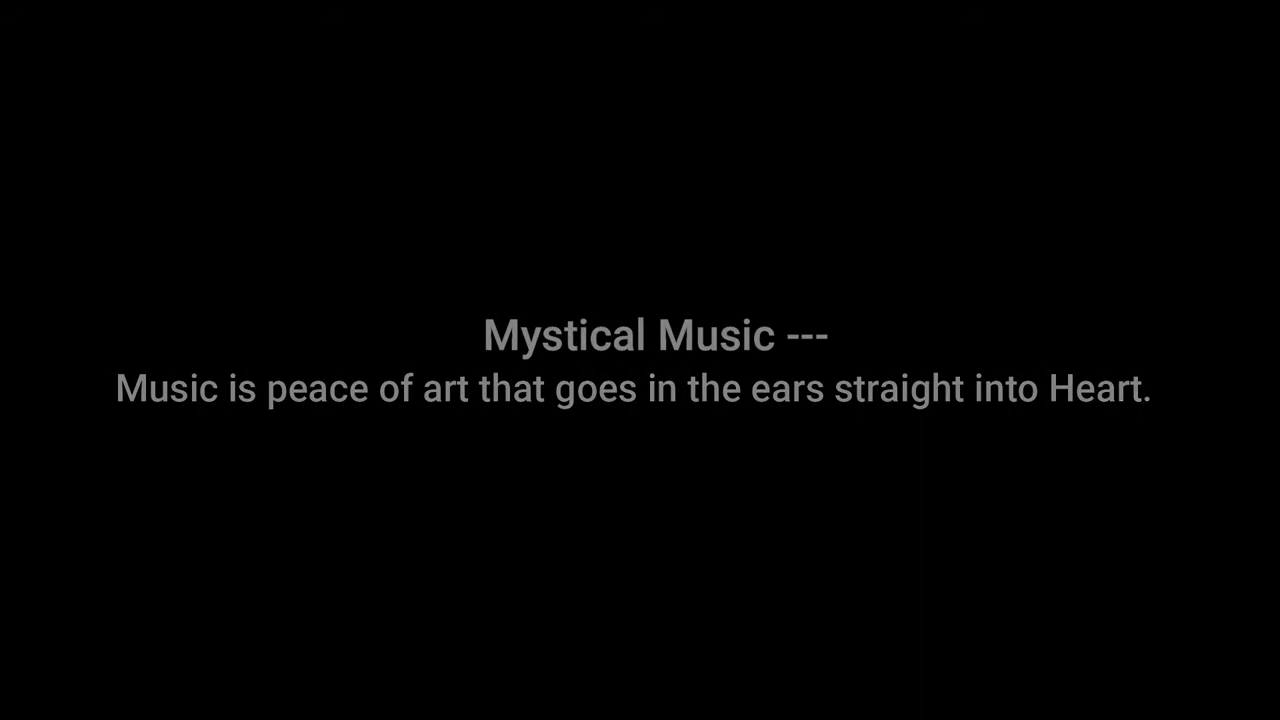 Mystical Music ---
Music is peace of art that goes in the ears straight into Heart.